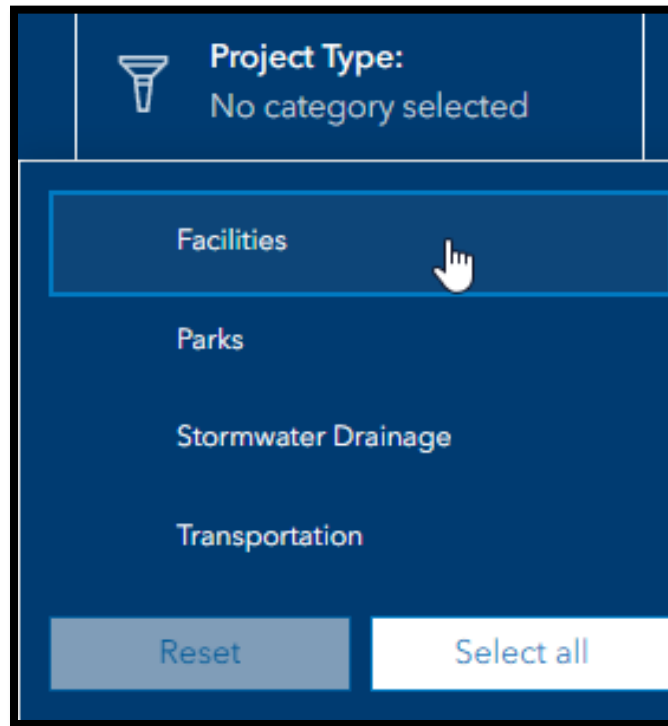 Project Type:
No category selected
Facilities
Parks
Stormwater Drainage
Transportation
Reset
Select all